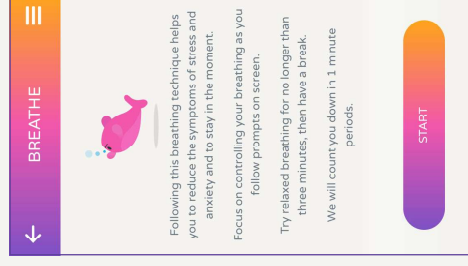 BREATHE
Following this breathing technique helps
you to reduce the symptoms of stress and
anxiety and to stay in the moment.
Focus on controlling your breathing as you
follow prompts on screen.
Try relaxed breathing for no longer than
three minutes, then have a break.
We will count you down in 1 minute
periods.
START